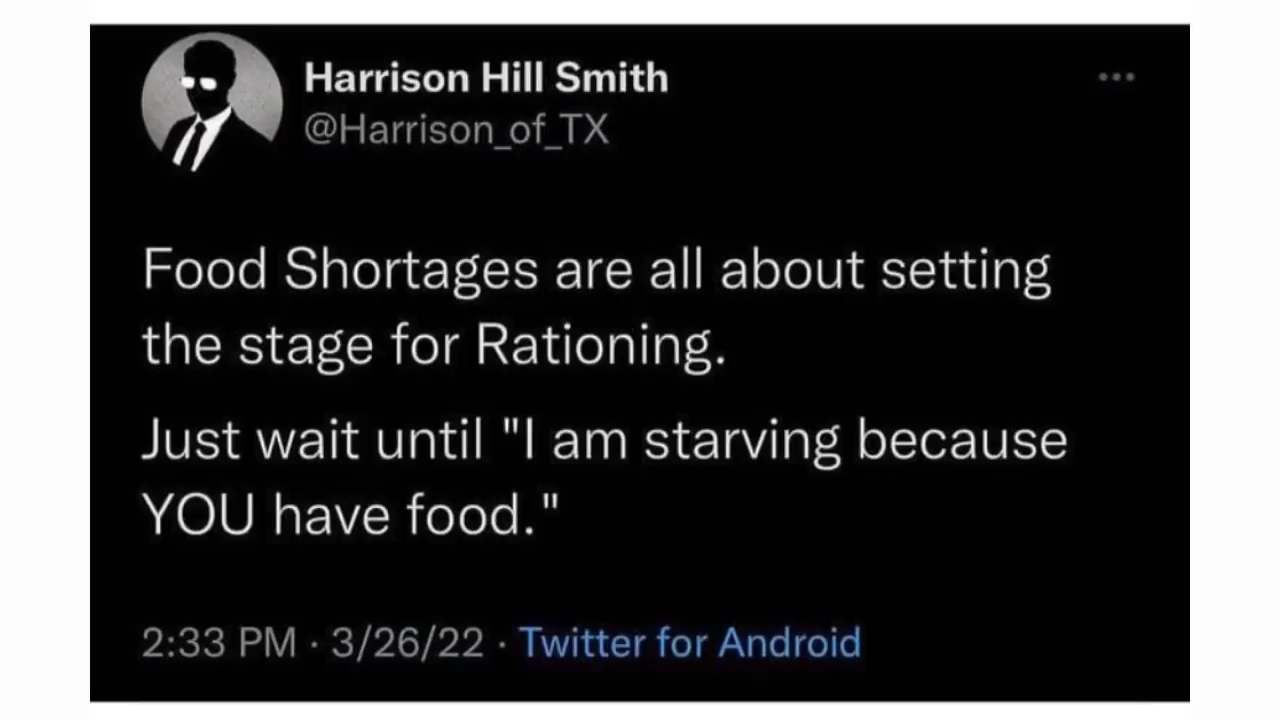 Harrison Hill Smith
@Harrison_of_TX
Food Shortages are all about setting
the stage for Rationing.
Just wait until "I am starving because
YOU have food."
2:33 PM · 3/26/22 · Twitter for Android